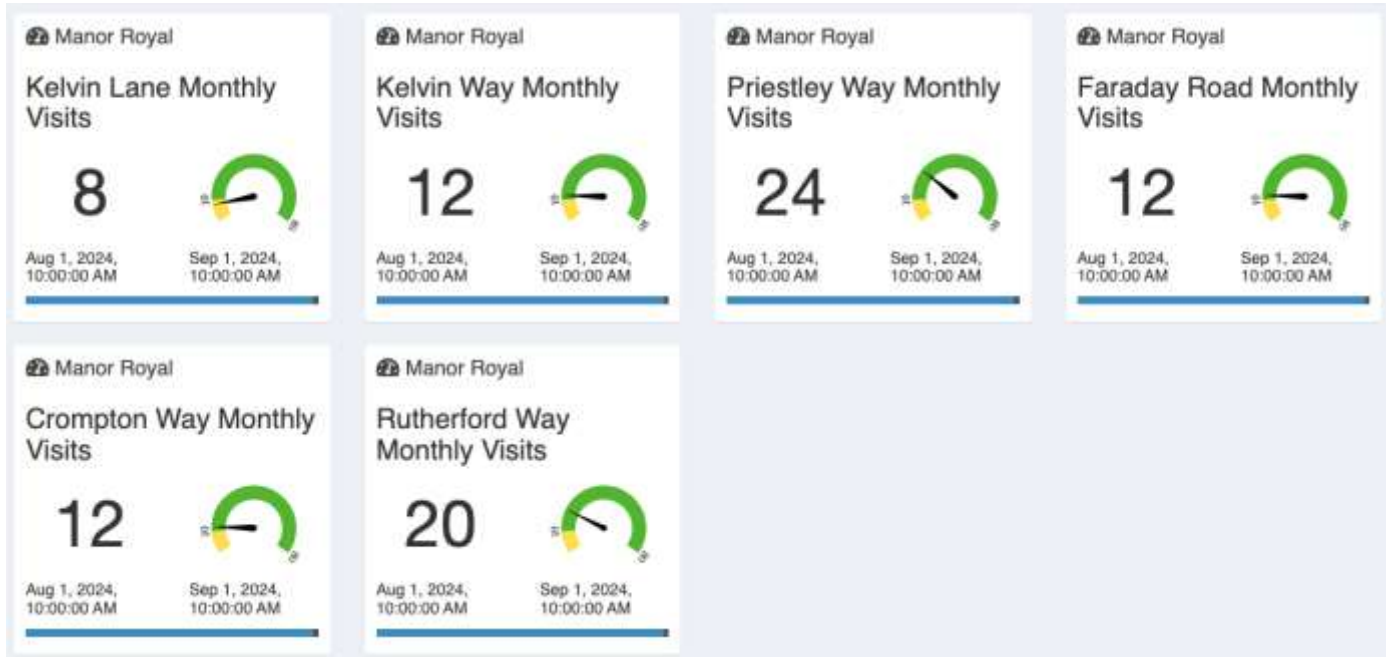 Manor Royal
Kelvin Lane Monthly
Visits
8
10
Aug 1, 2024,
10:00:00 AM
Sep 1, 2024,
10:00:00 AM
Manor Royal
Kelvin Way Monthly
Visits
12
10
Aug 1, 2024,
10:00:00 AM
Sep 1, 2024,
10:00:00 AM
Manor Royal
Priestley Way Monthly
Visits
24
10
Aug 1, 2024,
10:00:00 AM
Sep 1, 2024,
10:00:00 AM
Manor Royal
Faraday Road Monthly
Visits
12
10
Aug 1, 2024,
10:00:00 AM
Sep 1, 2024,
10:00:00 AM
Manor Royal
Crompton Way Monthly
Visits
12
10
Aug 1, 2024,
10:00:00 AM
Sep 1, 2024,
10:00:00 AM
Manor Royal
Rutherford Way
Monthly Visits
20
10
Aug 1, 2024,
10:00:00 AM
Sep 1, 2024,
10:00:00 AM